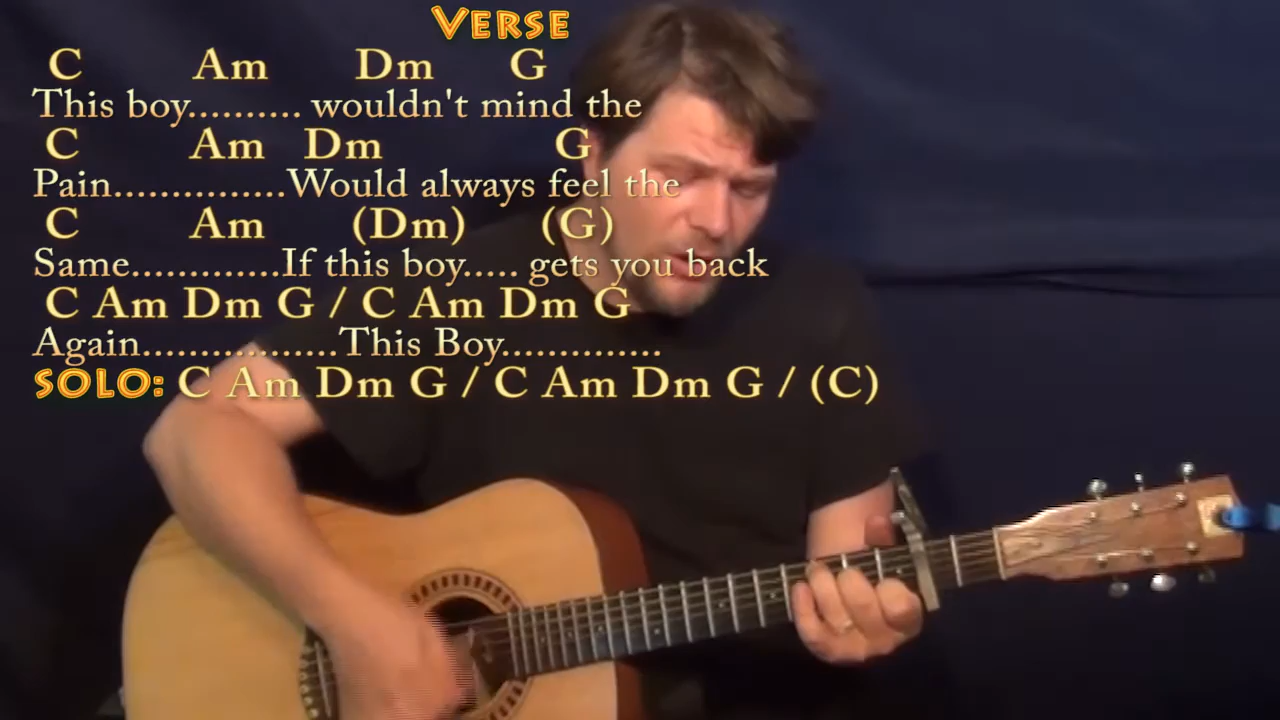 VERSE
C Am Dm G
This boy.......... wouldn't mind the
C Am Dm G
Pain...............Would always feel the
C Am (Dm) (G)
Same.............If this boy..... gets you back
C Am Dm G / C Am Dm G
Again.................This Boy..............
SOLO: C Am Dm G / C Am Dm G / (C)